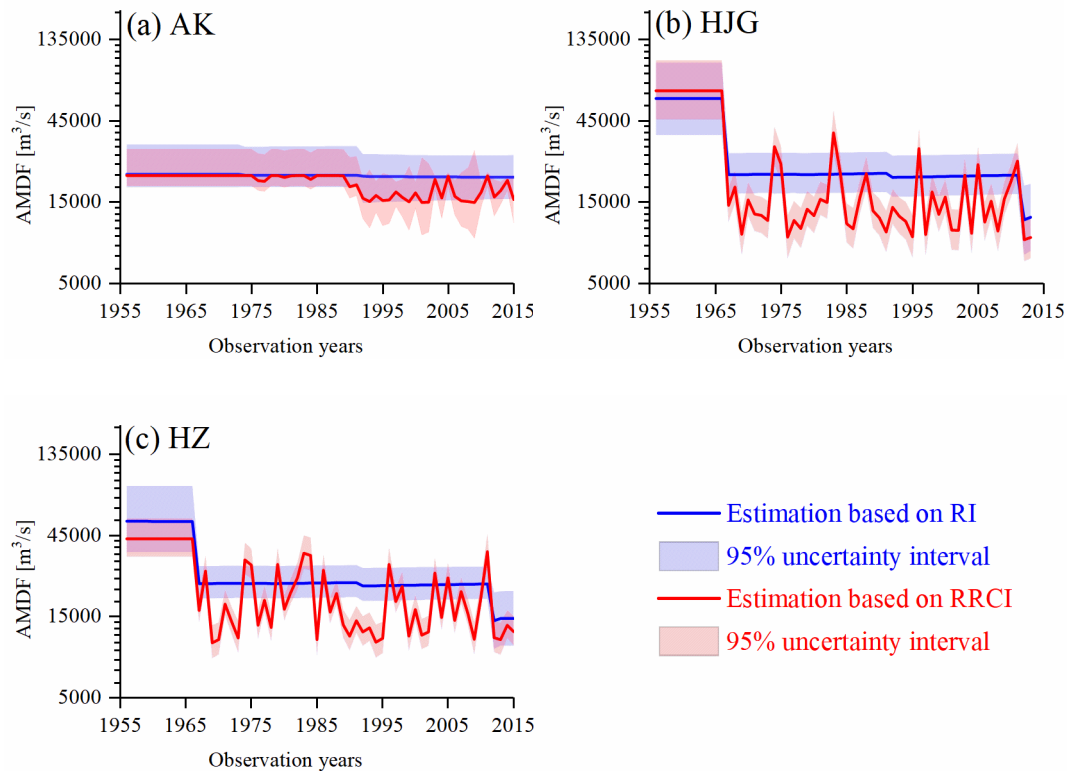 (a) AK
135000
45000
15000
5000
AMDF [m³/s]
1955 1965 1975 1985 1995 2005 2015
Observation years
(b) HJG
135000
45000
15000
5000
AMDF [m³/s]
1955 1965 1975 1985 1995 2005 2015
Observation years
(c) HZ
135000
45000
15000
5000
AMDF [m³/s]
1955 1965 1975 1985 1995 2005 2015
Observation years
Estimation based on RI
95% uncertainty interval
Estimation based on RRCI
95% uncertainty interval